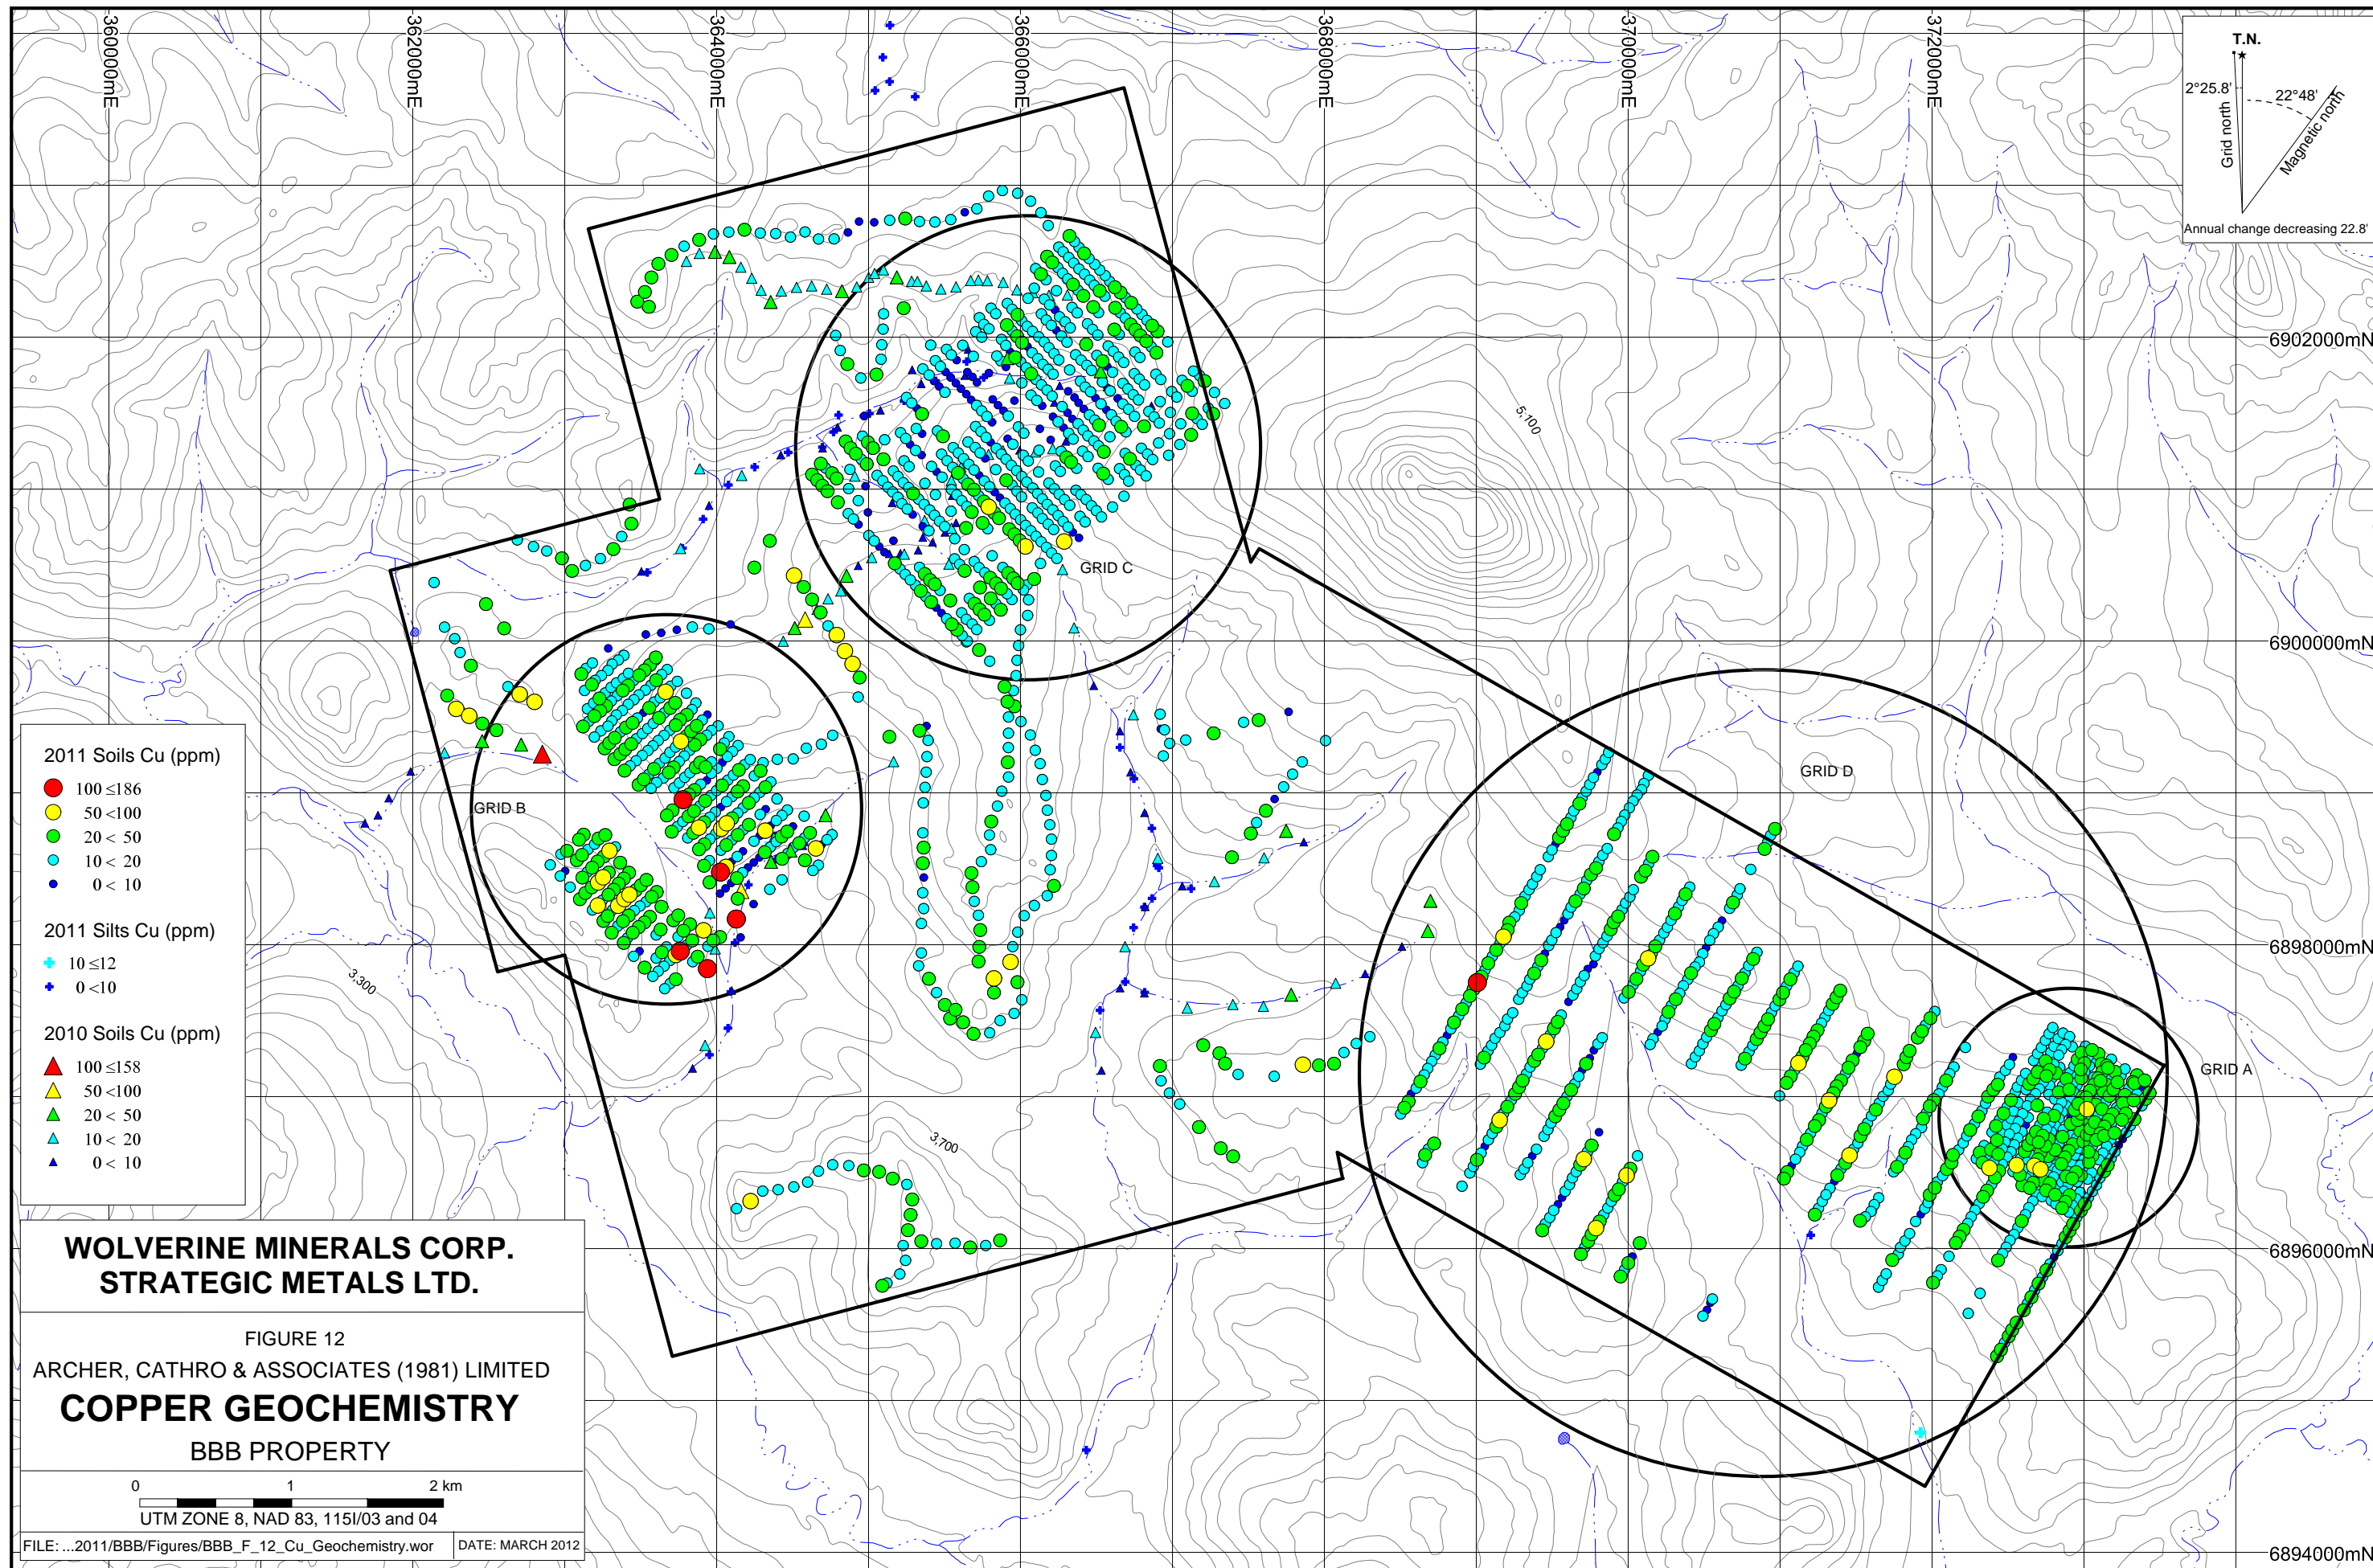 360000mE
362000mE
364000mE
366000mE
368000mE
370000mE
372000mE
T.N.
2°25.8'
22°48'
Grid north
Magnetic north
Annual change decreasing 22.8'
6902000mN
5,100
GRID C
6900000mN
GRID D
GRID B
6898000mN
3,300
GRID A
3,700
6896000mN
6894000mN
2011 Soils Cu (ppm)
100 ≤186
50 <100
20 < 50
10 < 20
0 < 10
2011 Silts Cu (ppm)
10 ≤12
0 <10
2010 Soils Cu (ppm)
100 ≤158
50 <100
20 < 50
10 < 20
0 < 10
WOLVERINE MINERALS CORP.
STRATEGIC METALS LTD.
FIGURE 12
ARCHER, CATHRO & ASSOCIATES (1981) LIMITED
COPPER GEOCHEMISTRY
BBB PROPERTY
0 1 2 km
UTM ZONE 8, NAD 83, 115I/03 and 04
FILE: ...2011/BBB/Figures/BBB_F_12_Cu_Geochemistry.wor DATE: MARCH 2012